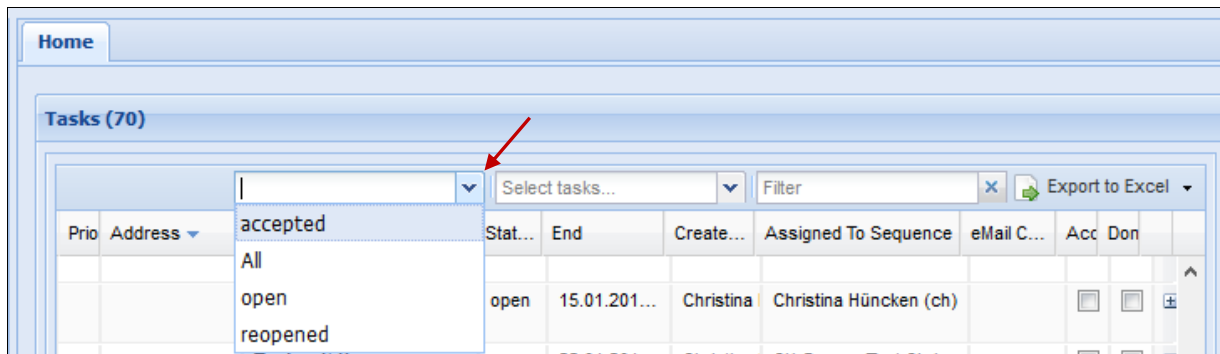 Home
Tasks (70)
Select tasks... Filter Export to Excel
Prio Address Stat... End Create... Assigned To Sequence eMail C... Acc Don
accepted
All
open
reopened
open 15.01.201... Christina Christina Hüncken (ch)